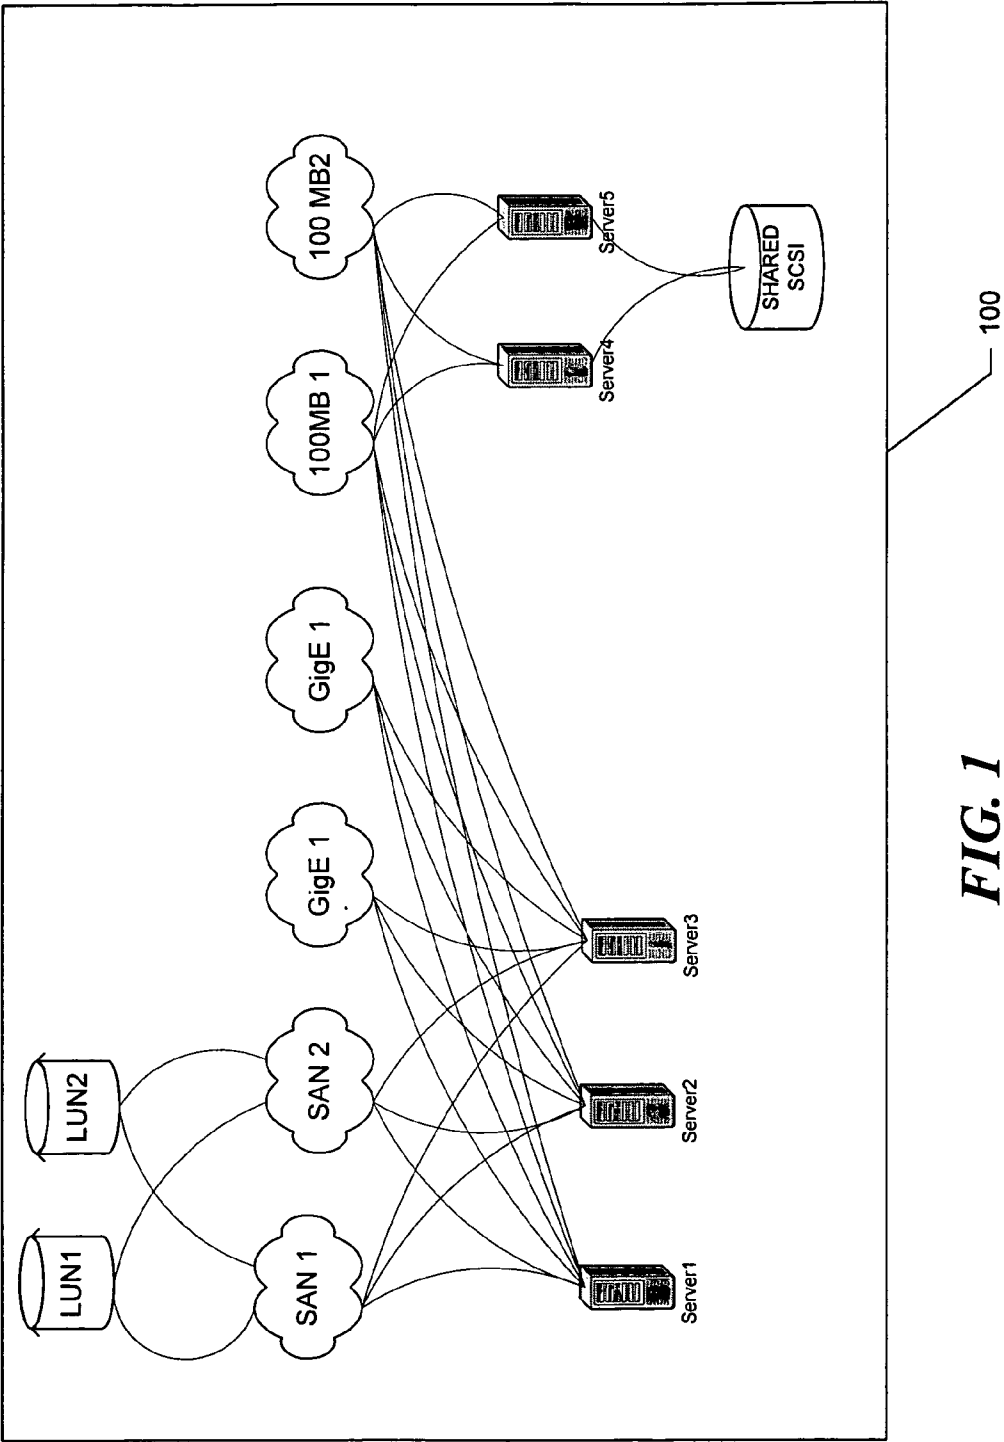 LUN1
LUN2
SAN 1
SAN 2
GigE 1
GigE 1
100MB 1
100 MB2
Server1
Server2
Server3
Server4
Server5
SHARED
SCSI
100
FIG. 1